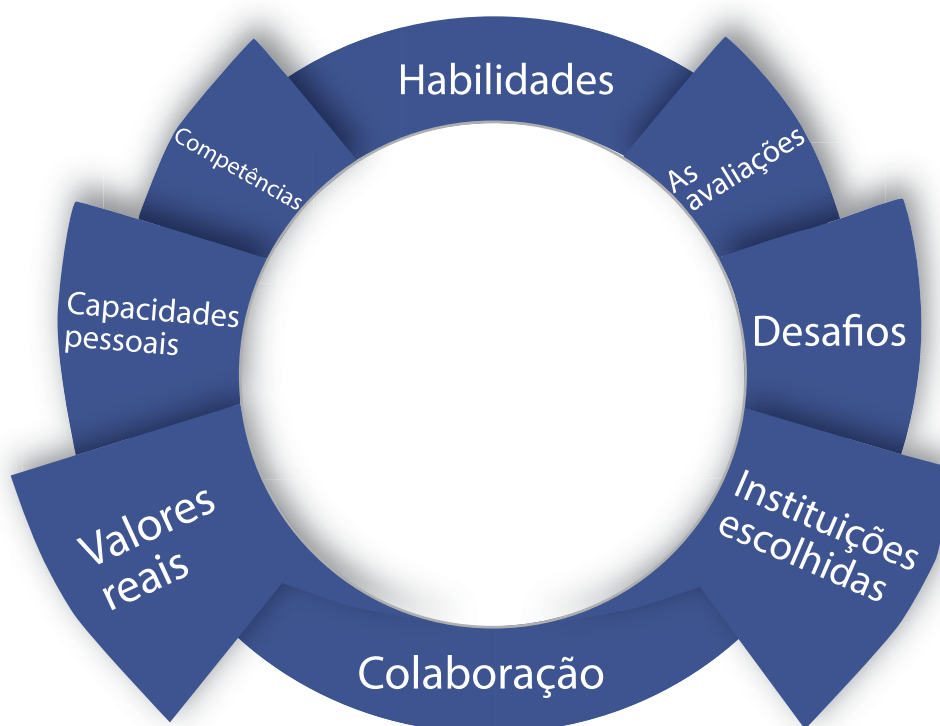 Habilidades
As
avaliações
Desafios
Instituições
escolhidas
Colaboração
Valores
reais
Capacidades
pessoais
Competências